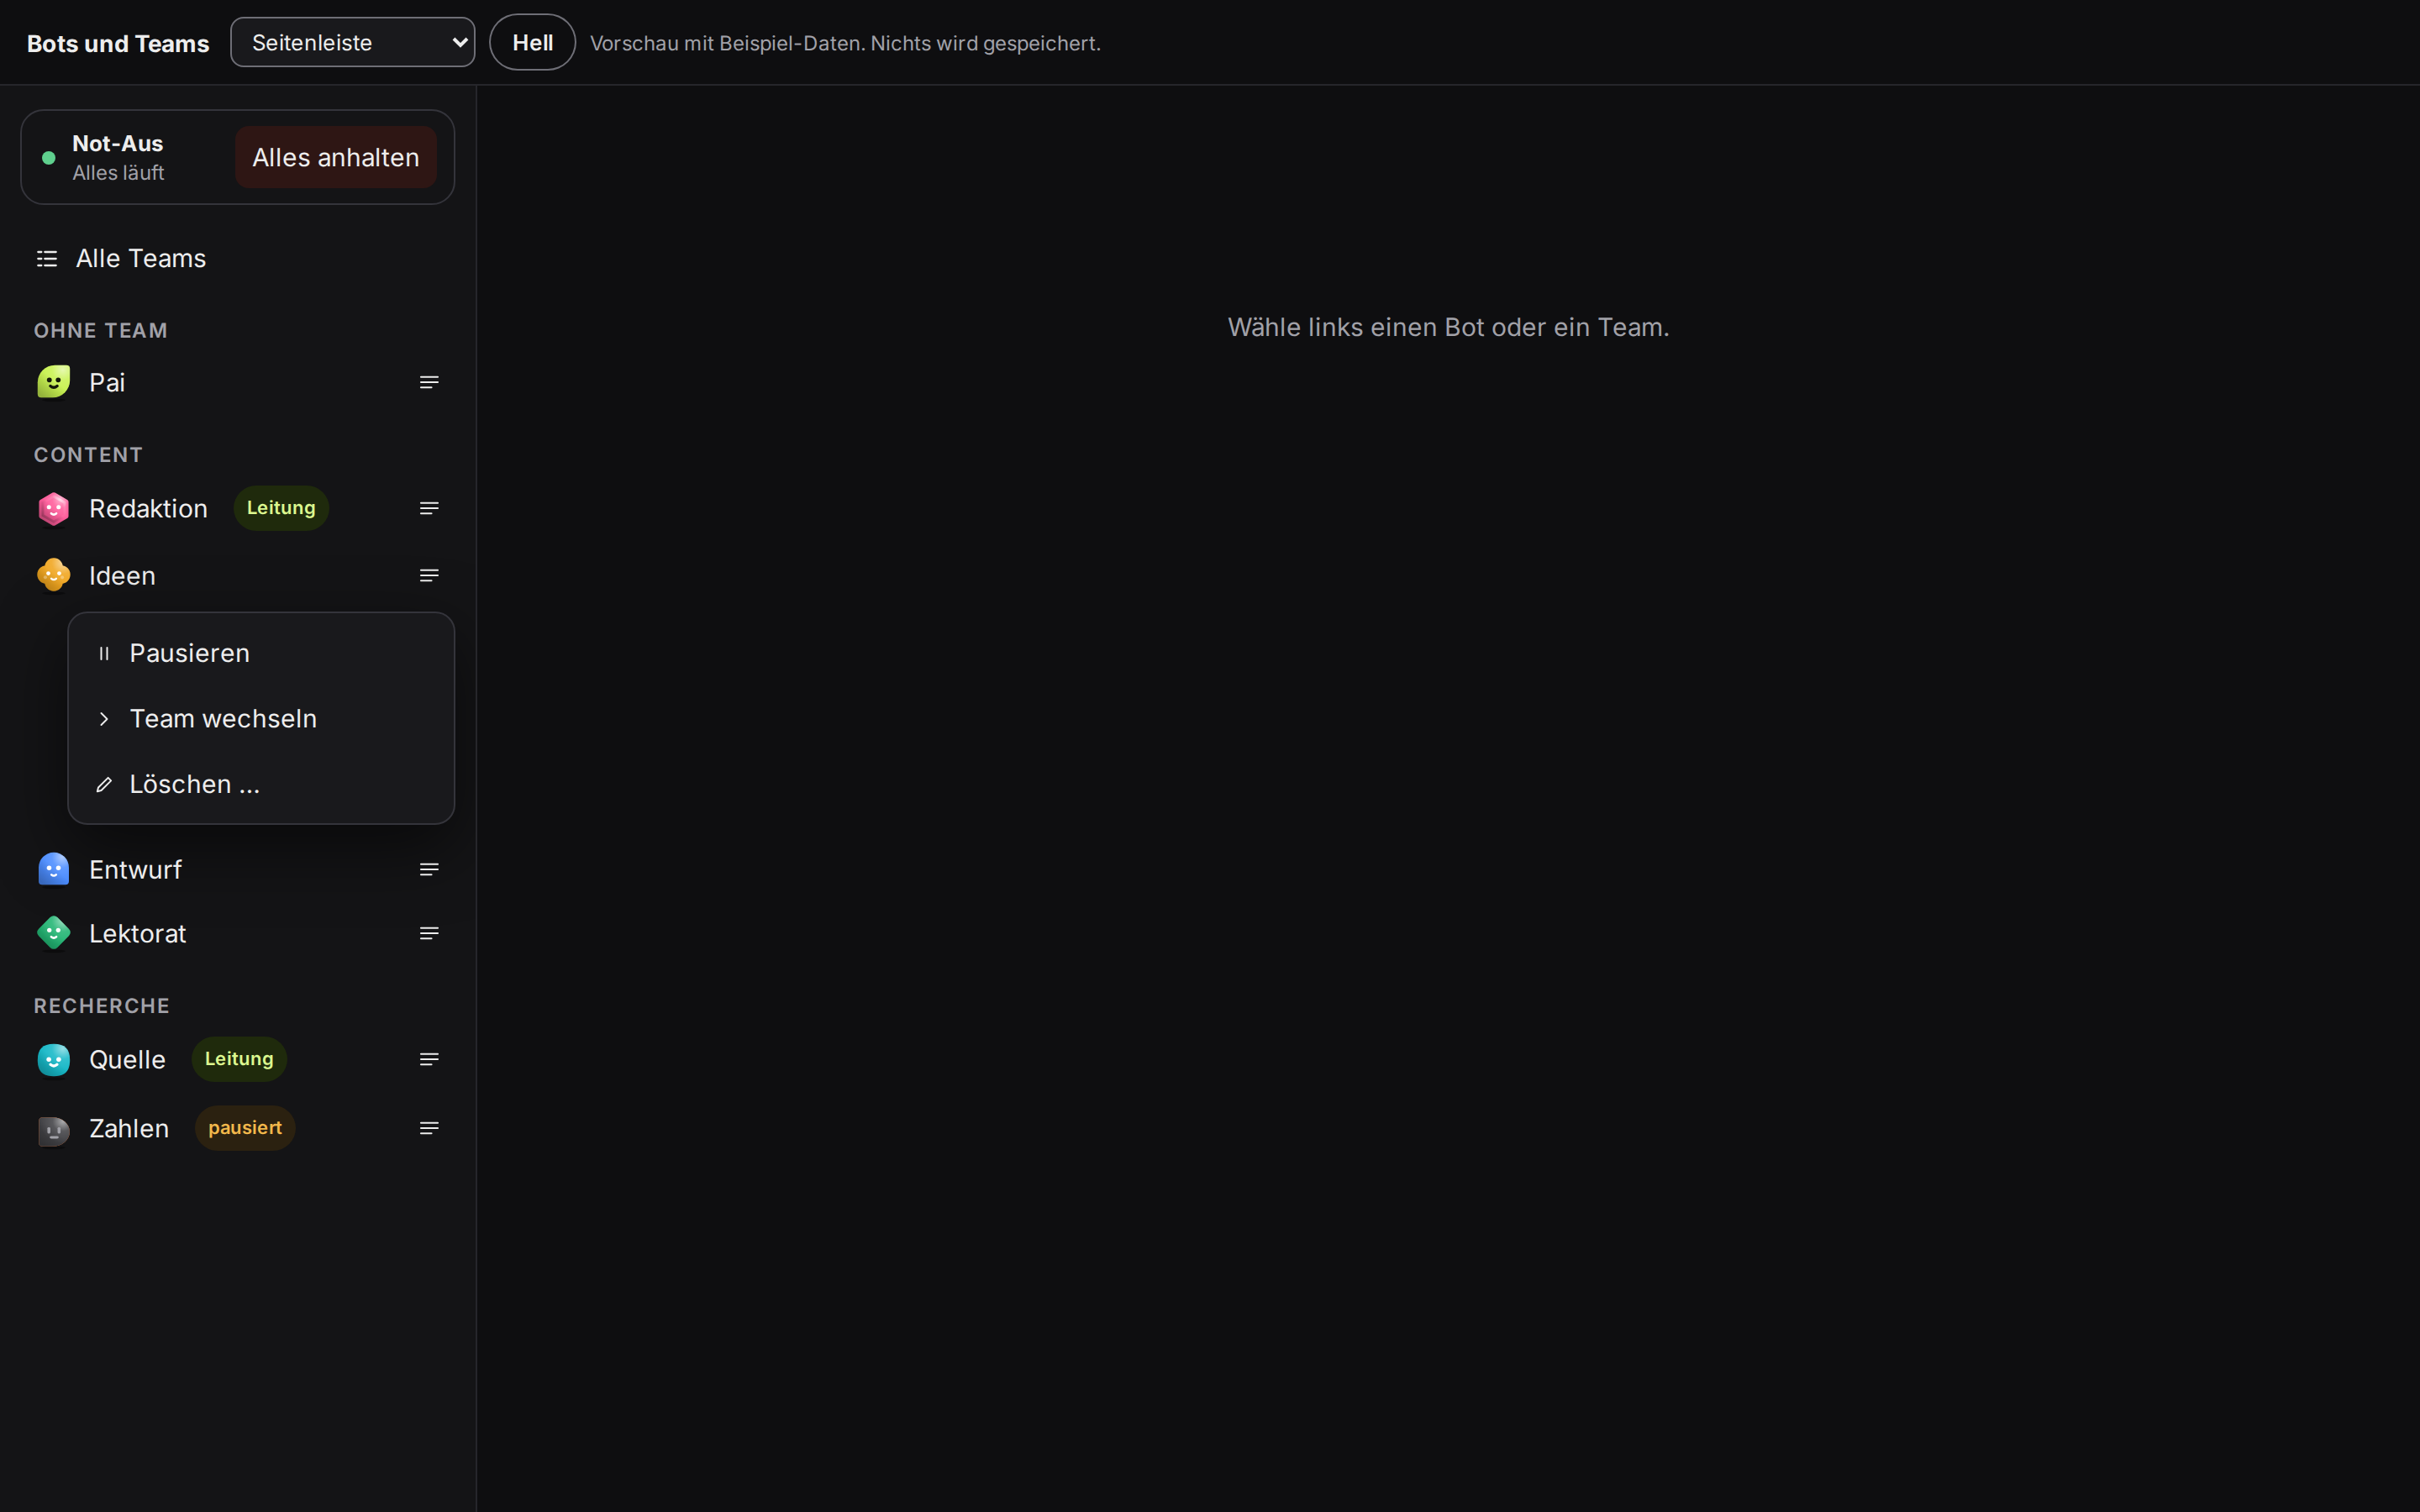 Bots und Teams
Seitenleiste
Hell
Vorschau mit Beispiel-Daten. Nichts wird gespeichert.
Not-Aus
Alles läuft
Alles anhalten
Alle Teams
Wähle links einen Bot oder ein Team.
OHNE TEAM
Pai
CONTENT
Redaktion
Leitung
Ideen
Pausieren
Team wechseln
Löschen ...
Entwurf
Lektorat
RECHERCHE
Quelle
Leitung
Zahlen
pausiert